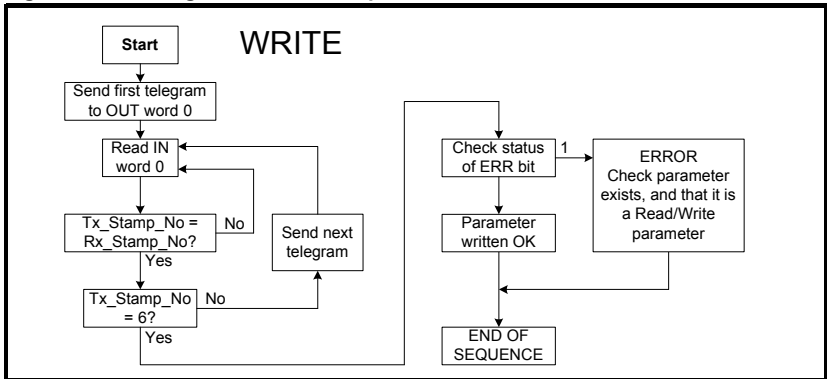 WRITE
Start
Send first telegram
to OUT word 0
Read IN
word 0
Tx_Stamp_No =
Rx_Stamp_No?
No
Yes
Send next
telegram
Tx_Stamp_No
= 6?
No
Yes
Check status
of ERR bit
1
ERROR
Check parameter
exists, and that it is
a Read/Write
parameter
Parameter
written OK
END OF
SEQUENCE